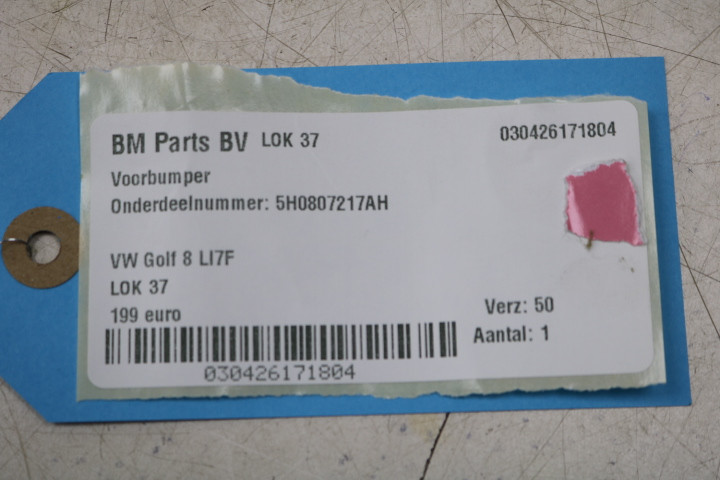 BM Parts BV LOK 37 030426171804
Voorbumper
Onderdeelnummer: 5H0807217AH
VW Golf 8 LI7F
LOK 37
199 euro
Verz: 50
Aantal: 1
030426171804